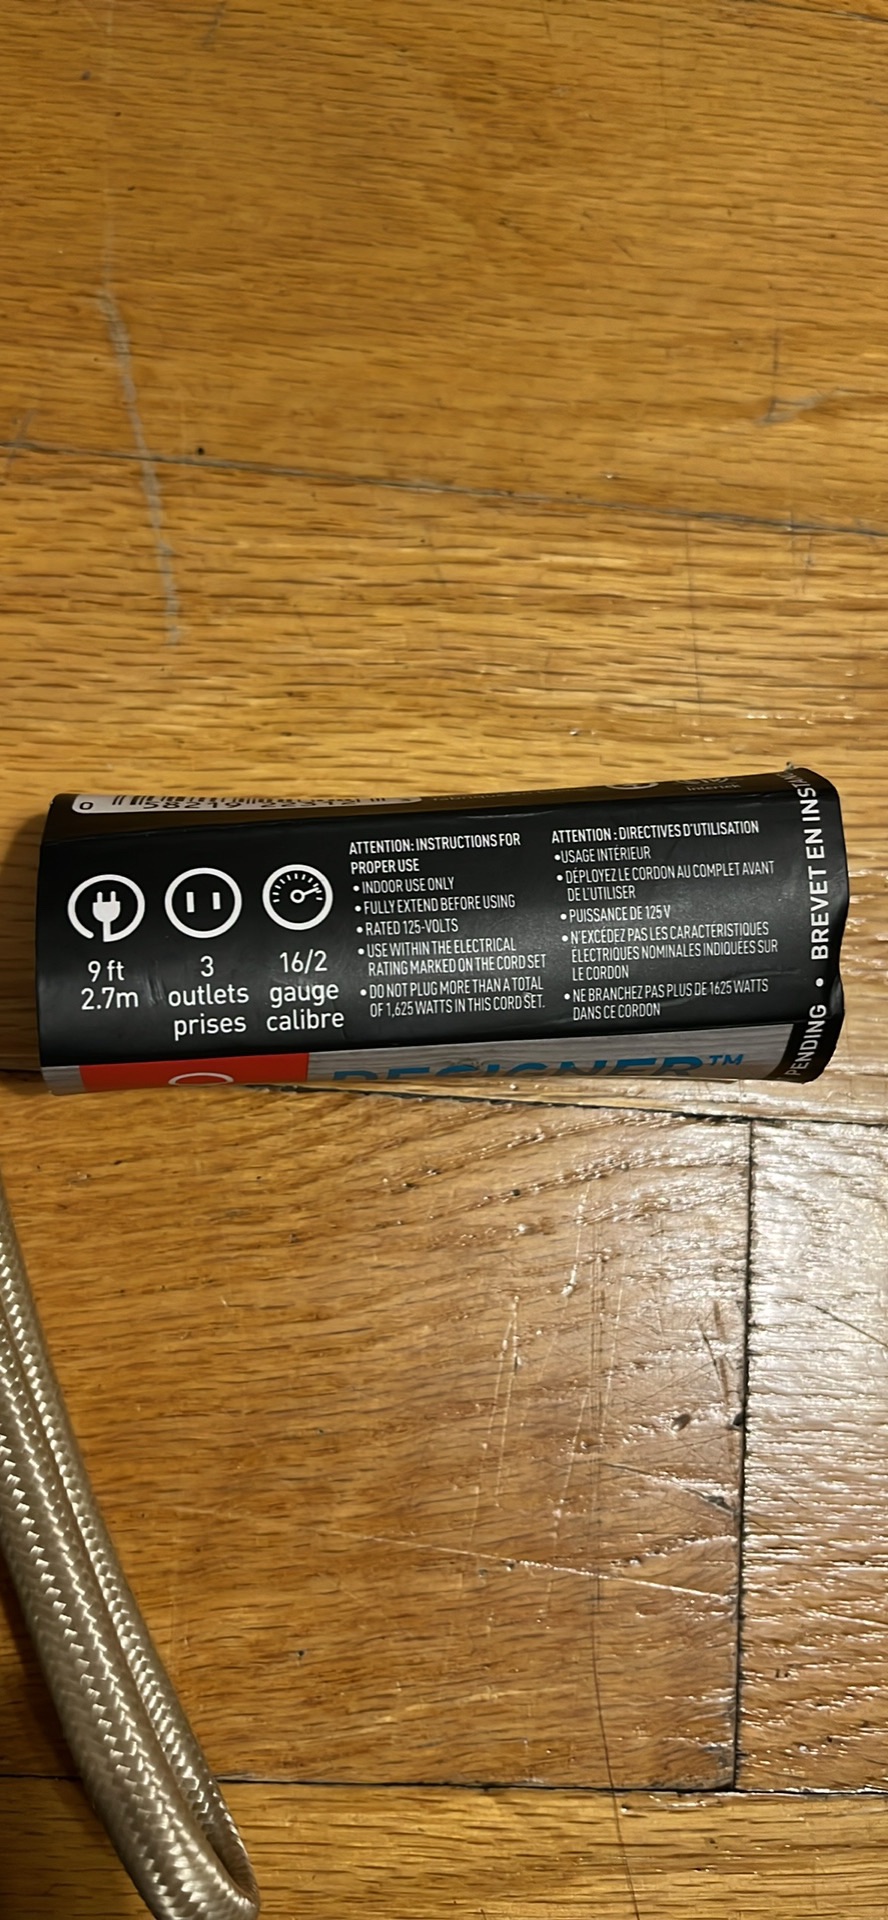 0
9 ft
2.7m
3
outlets
prises
16/2
gauge
calibre
ATTENTION: INSTRUCTIONS FOR
PROPER USE
• INDOOR USE ONLY
• FULLY EXTEND BEFORE USING
• RATED 125-VOLTS
• USE WITHIN THE ELECTRICAL
RATING MARKED ON THE CORD SET
• DO NOT PLUG MORE THAN A TOTAL
OF 1,625 WATTS IN THIS CORD SET.
ATTENTION : DIRECTIVES D'UTILISATION
•USAGE INTÉRIEUR
• DÉPLOYEZ LE CORDON AU COMPLET AVANT
DE L'UTILISER
• PUISSANCE DE 125 V
• N'EXCÉDEZ PAS LES CARACTÉRISTIQUES
ÉLECTRIQUES NOMINALES INDIQUÉES SUR
LE CORDON
• NE BRANCHEZ PAS PLUS DE 1625 WATTS
DANS CE CORDON
Intertek
PENDING • BREVET EN INSTANC
DESIGNER™